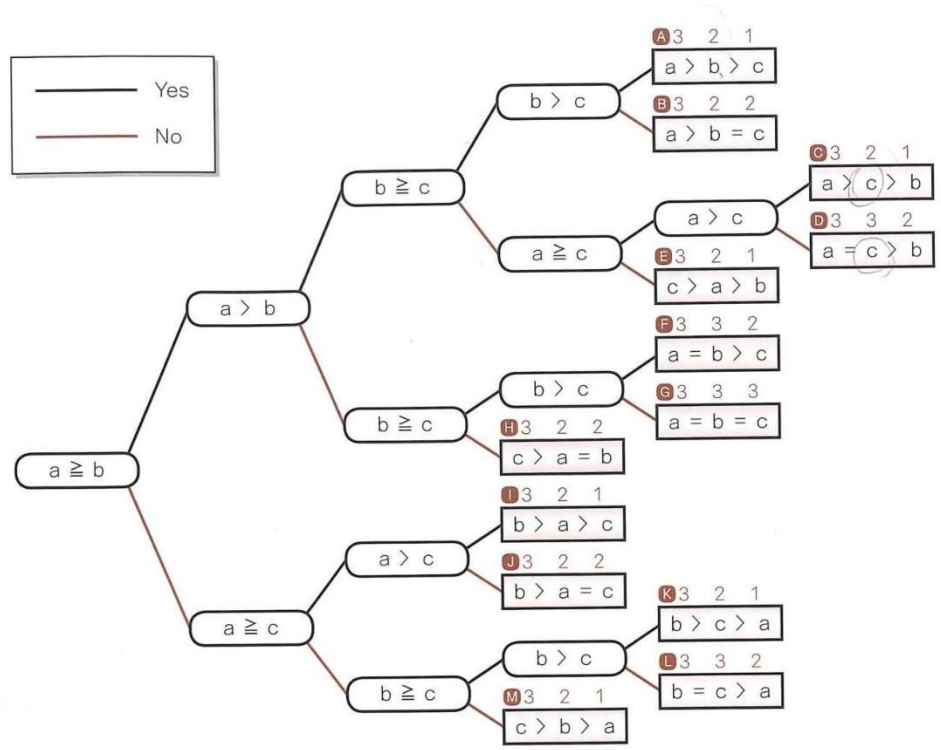 Yes
No
A 3 2 1
a > b > c
b > c
B 3 2 2
a > b = c
C 3 2 1
a > c > b
b ≧ c
a > c
D 3 3 2
a = c > b
a ≧ c
E 3 2 1
c > a > b
a > b
F 3 3 2
a = b > c
b > c
G 3 3 3
a = b = c
b ≧ c
H 3 2 2
c > a = b
a ≧ b
I 3 2 1
b > a > c
a > c
J 3 2 2
b > a = c
K 3 2 1
b > c > a
a ≧ c
b > c
L 3 3 2
b = c > a
b ≧ c
M 3 2 1
c > b > a